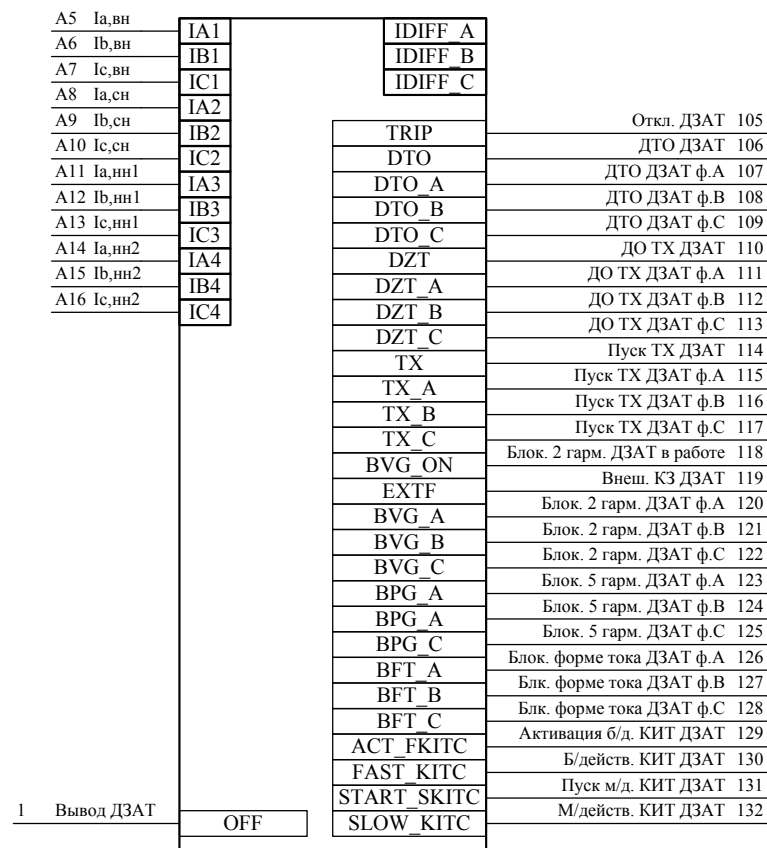 A5 Ia,вн
IA1
IDIFF_A
A6 Ib,вн
IB1
IDIFF_B
A7 Ic,вн
IC1
IDIFF_C
A8 Ia,сн
IA2
A9 Ib,сн
IB2
TRIP
Откл. ДЗАТ 105
A10 Ic,сн
IC2
DTO
ДТО ДЗАТ 106
A11 Ia,нн1
IA3
DTO_A
ДТО ДЗАТ ф.А 107
A12 Ib,нн1
IB3
DTO_B
ДТО ДЗАТ ф.В 108
A13 Ic,нн1
IC3
DTO_C
ДТО ДЗАТ ф.С 109
A14 Ia,нн2
IA4
DZT
ДО ТХ ДЗАТ 110
A15 Ib,нн2
IB4
DZT_A
ДО ТХ ДЗАТ ф.А 111
A16 Ic,нн2
IC4
DZT_B
ДО ТХ ДЗАТ ф.В 112
DZT_C
ДО ТХ ДЗАТ ф.С 113
TX
Пуск ТХ ДЗАТ 114
TX_A
Пуск ТХ ДЗАТ ф.А 115
TX_B
Пуск ТХ ДЗАТ ф.В 116
TX_C
Пуск ТХ ДЗАТ ф.С 117
BVG_ON
Блок. 2 гарм. ДЗАТ в работе 118
EXTF
Внеш. КЗ ДЗАТ 119
BVG_A
Блок. 2 гарм. ДЗАТ ф.А 120
BVG_B
Блок. 2 гарм. ДЗАТ ф.В 121
BVG_C
Блок. 2 гарм. ДЗАТ ф.С 122
BPG_A
Блок. 5 гарм. ДЗАТ ф.А 123
BPG_A
Блок. 5 гарм. ДЗАТ ф.В 124
BPG_C
Блок. 5 гарм. ДЗАТ ф.С 125
BFT_A
Блок. форме тока ДЗАТ ф.А 126
BFT_B
Блк. форме тока ДЗАТ ф.В 127
BFT_C
Блк. форме тока ДЗАТ ф.С 128
ACT_FKITC
Активация б/д. КИТ ДЗАТ 129
FAST_KITC
Б/действ. КИТ ДЗАТ 130
START_SKITC
Пуск м/д. КИТ ДЗАТ 131
1 Вывод ДЗАТ
OFF
SLOW_KITC
М/действ. КИТ ДЗАТ 132